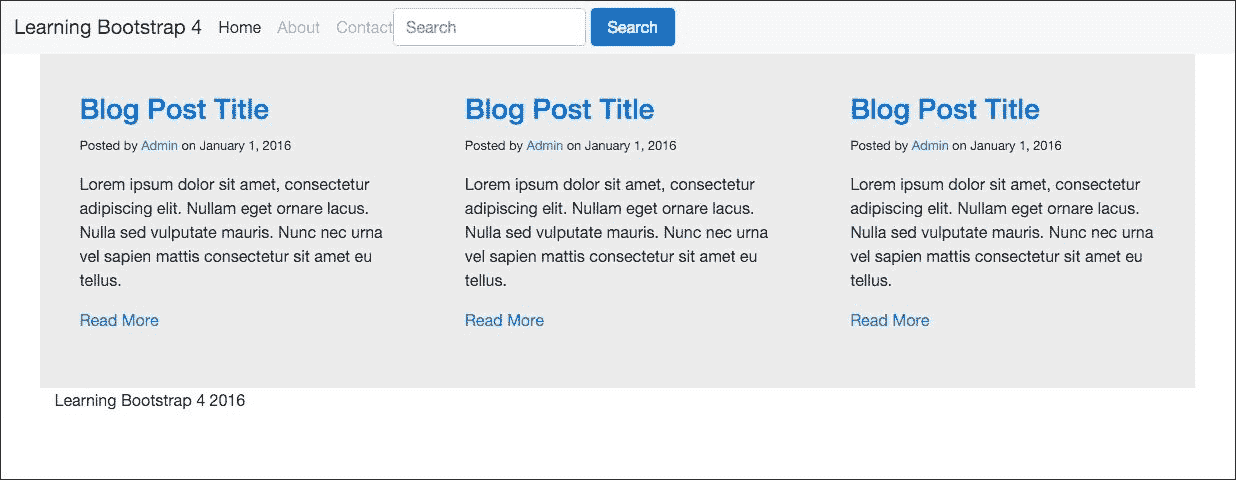 Learning Bootstrap 4 Home About Contact Search Search
Blog Post Title
Posted by Admin on January 1, 2016
Lorem ipsum dolor sit amet, consectetur
adipiscing elit. Nullam eget ornare lacus.
Nulla sed vulputate mauris. Nunc nec urna
vel sapien mattis consectetur sit amet eu
tellus.
Read More
Blog Post Title
Posted by Admin on January 1, 2016
Lorem ipsum dolor sit amet, consectetur
adipiscing elit. Nullam eget ornare lacus.
Nulla sed vulputate mauris. Nunc nec urna
vel sapien mattis consectetur sit amet eu
tellus.
Read More
Blog Post Title
Posted by Admin on January 1, 2016
Lorem ipsum dolor sit amet, consectetur
adipiscing elit. Nullam eget ornare lacus.
Nulla sed vulputate mauris. Nunc nec urna
vel sapien mattis consectetur sit amet eu
tellus.
Read More
Learning Bootstrap 4 2016